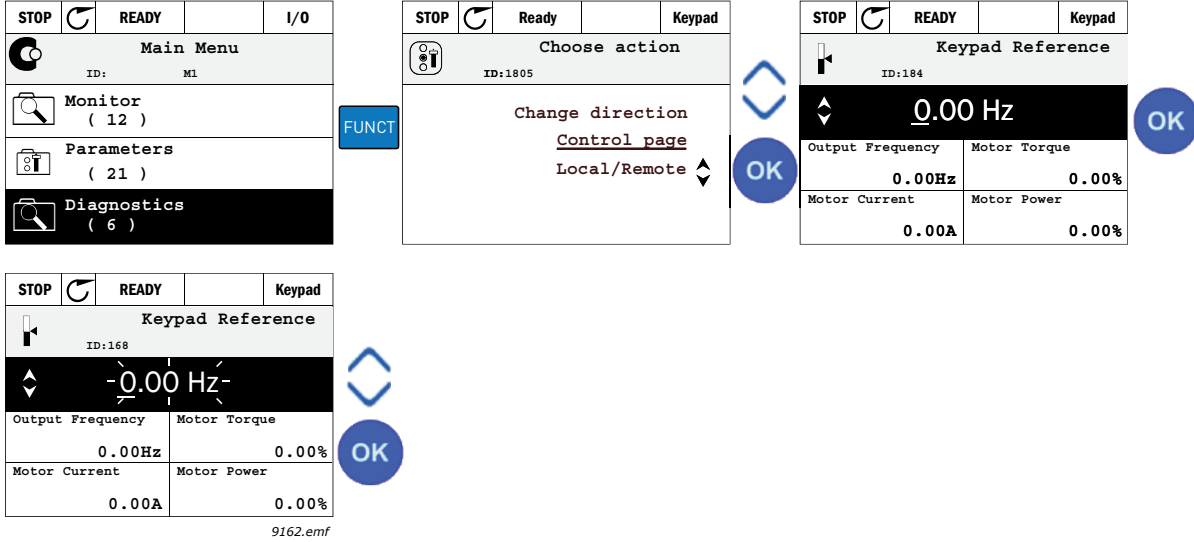 STOP READY I/O
Main Menu
ID: M1
Monitor
( 12 )
Parameters
( 21 )
Diagnostics
( 6 )
FUNCT
STOP Ready Keypad
Choose action
ID:1805
Change direction
Control page
Local/Remote
OK
STOP READY Keypad
Keypad Reference
ID:184
0.00 Hz
Output Frequency Motor Torque
0.00Hz 0.00%
Motor Current Motor Power
0.00A 0.00%
OK
STOP READY Keypad
Keypad Reference
ID:168
0.00 Hz
Output Frequency Motor Torque
0.00Hz 0.00%
Motor Current Motor Power
0.00A 0.00%
OK
9162.emf